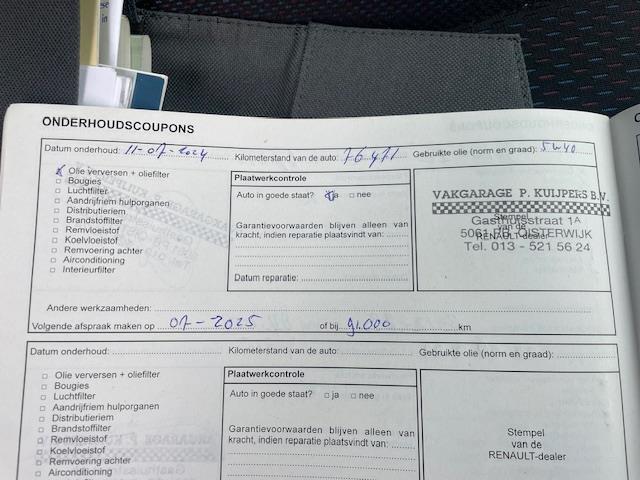 se
in
ONDERHOUDSCOUPONS
Datum onderhoud: 11-07-2024 Kilometerstand van de auto: 76471 Gebruikte olie (norm en graad): 5W40
☒ Olie verversen + oliefilter
□ Bougies
□ Luchtfilter
□ Aandrijfriem hulporganen
□ Distributieriem
□ Brandstoffilter
□ Remvloeistof
□ Koelvloeistof
□ Remvoering achter
□ Airconditioning
□ Interieurfilter
Plaatwerkcontrole
Auto in goede staat? ☒ ja □ nee
Garantievoorwaarden blijven alleen van
kracht, indien reparatie plaatsvindt van:
Datum reparatie:
VAKGARAGE P. KUIJPERS B.V.
Gasthuisstraat 1A
Stempel
5061 OISTERWIJK
van de
RENAULT-dealer
Tel. 013 - 521 56 24
Andere werkzaamheden:
Volgende afspraak maken op 07-2025 of bij 91.000 km
Datum onderhoud: Kilometerstand van de auto: Gebruikte olie (norm en graad):
□ Olie verversen + oliefilter
□ Bougies
□ Luchtfilter
□ Aandrijfriem hulporganen
□ Distributieriem
□ Brandstoffilter
□ Remvloeistof
□ Koelvloeistof
□ Remvoering achter
□ Airconditioning
Plaatwerkcontrole
Auto in goede staat? □ ja □ nee
Garantievoorwaarden blijven alleen van
kracht, indien reparatie plaatsvindt van:
Stempel
van de
RENAULT-dealer